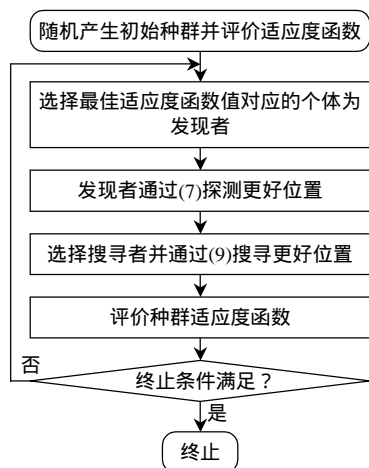 随机产生初始种群并评价适应度函数
选择最佳适应度函数值对应的个体为
发现者
发现者通过(7)探测更好位置
选择搜寻者并通过(9)搜寻更好位置
评价种群适应度函数
否
终止条件满足？
是
终止